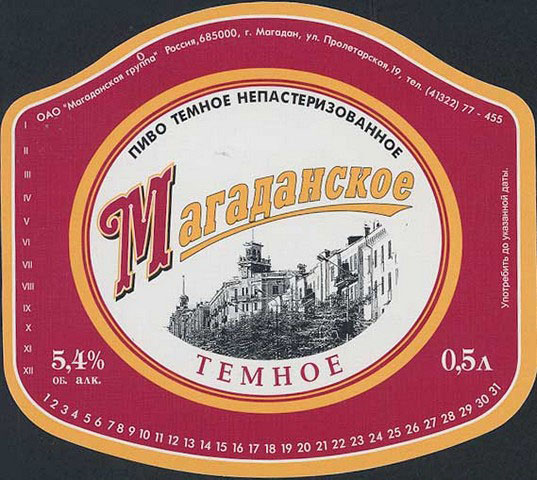 ОАО "Магаданская группа" Россия,685000, г. Магадан, ул. Пролетарская,19, тел. (41322) 77 - 455
I
II
III
IV
V
VI
VII
VIII
IX
X
XI
XII
ПИВО ТЕМНОЕ НЕПАСТЕРИЗОВАННОЕ
Магаданское
ТЕМНОЕ
5,4%
ОБ. АЛК.
0,5л
Употребить до указанной даты.
1 2 3 4 5 6 7 8 9 10 11 12 13 14 15 16 17 18 19 20 21 22 23 24 25 26 27 28 29 30 31